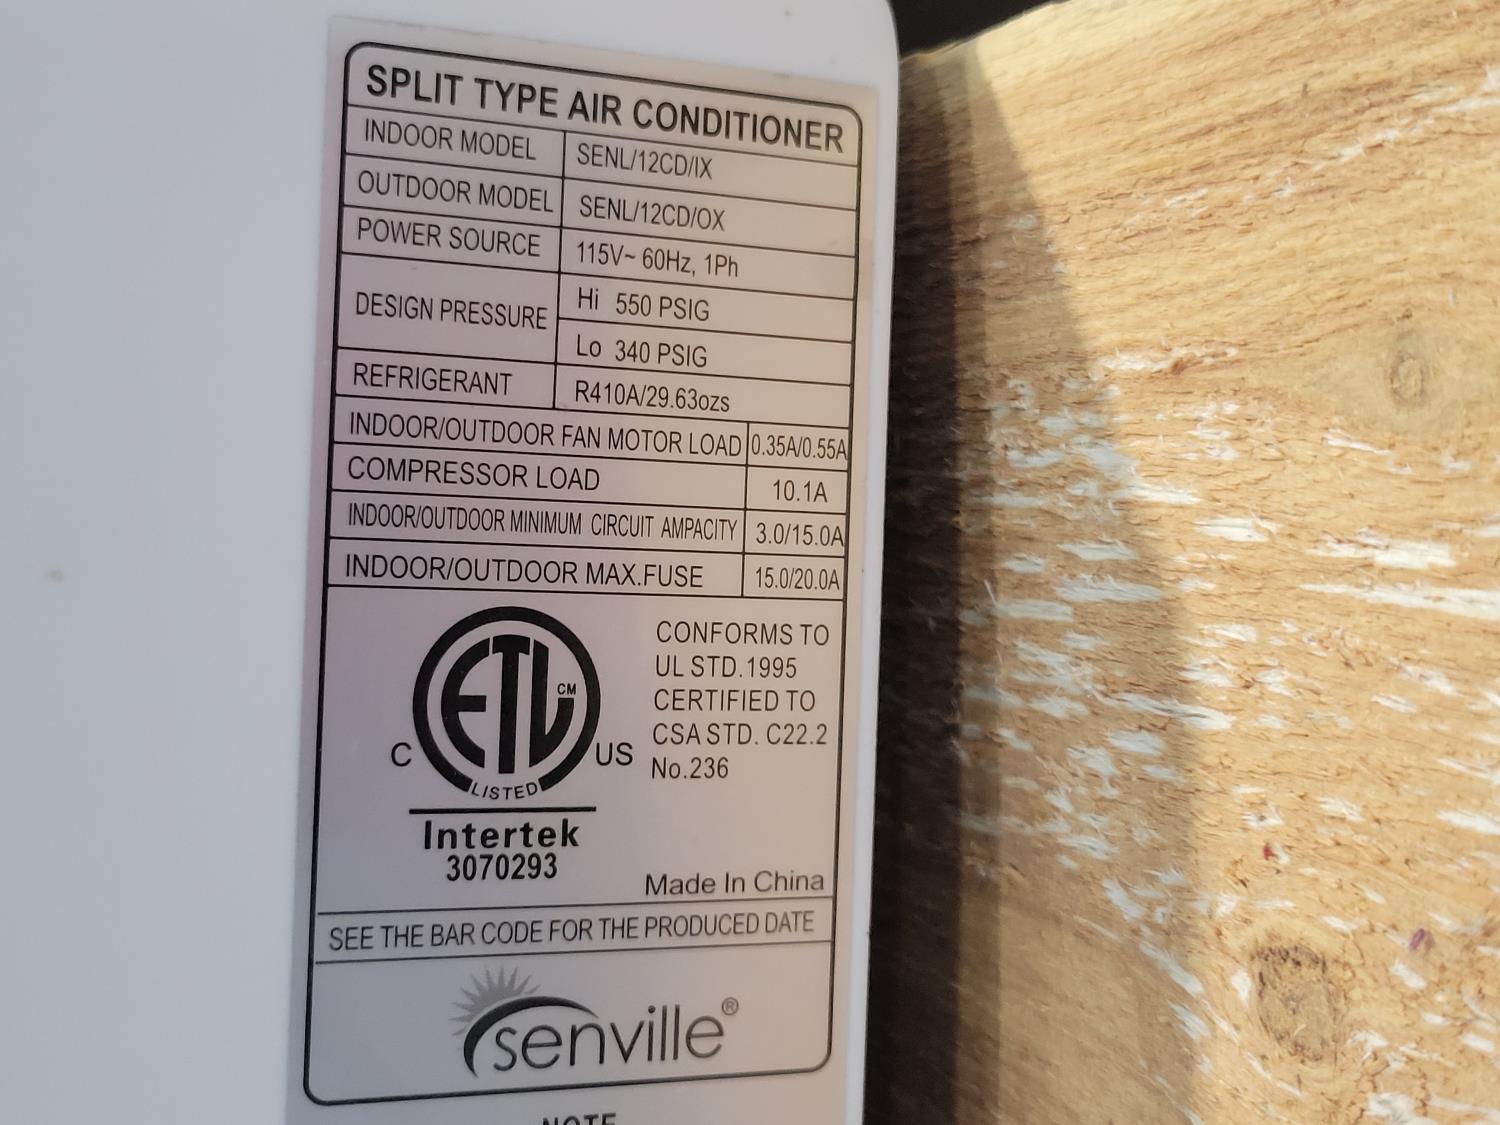 SPLIT TYPE AIR CONDITIONER
INDOOR MODEL SENL/12CD/IX
OUTDOOR MODEL SENL/12CD/OX
POWER SOURCE 115V~ 60Hz, 1Ph
DESIGN PRESSURE Hi 550 PSIG
Lo 340 PSIG
REFRIGERANT R410A/29.63ozs
INDOOR/OUTDOOR FAN MOTOR LOAD 0.35A/0.55A
COMPRESSOR LOAD 10.1A
INDOOR/OUTDOOR MINIMUM CIRCUIT AMPACITY 3.0/15.0A
INDOOR/OUTDOOR MAX.FUSE 15.0/20.0A
ETL CM
C US
LISTED
Intertek
3070293
CONFORMS TO
UL STD.1995
CERTIFIED TO
CSA STD. C22.2
No.236
Made In China
SEE THE BAR CODE FOR THE PRODUCED DATE
senville®
NOTE